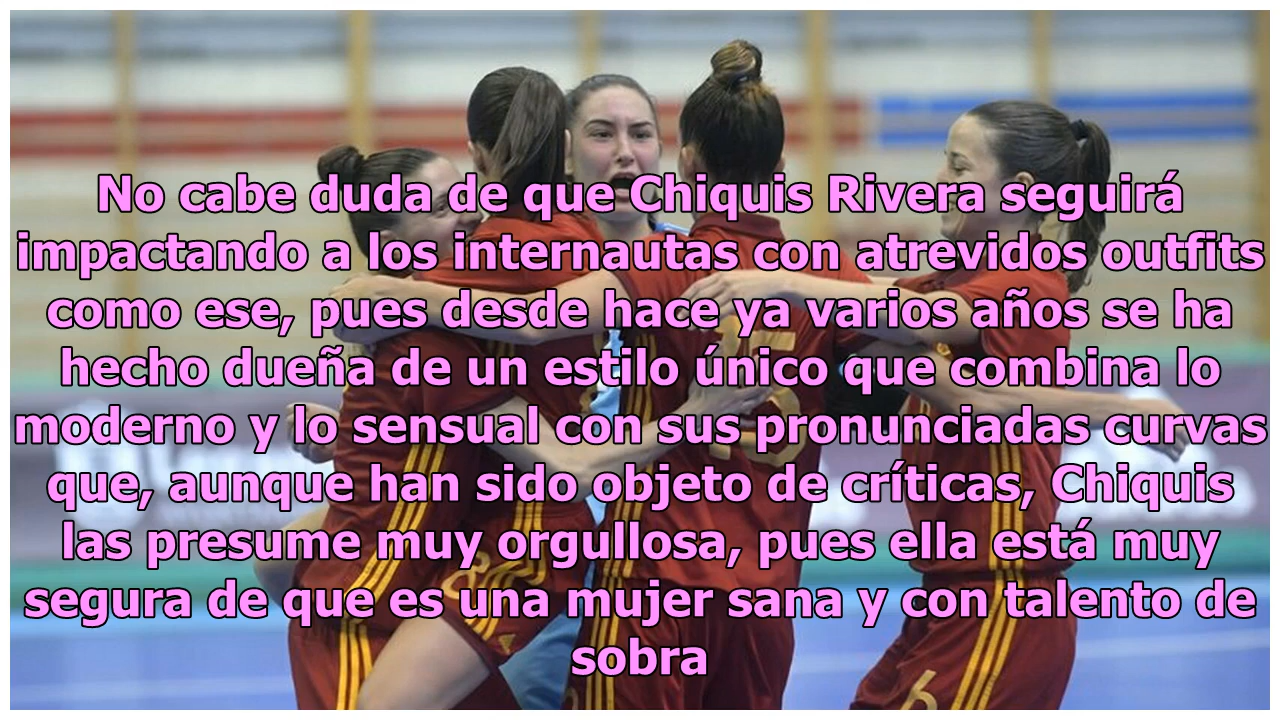 No cabe duda de que Chiquis Rivera seguirá
impactando a los internautas con atrevidos outfits
como ese, pues desde hace ya varios años se ha
hecho dueña de un estilo único que combina lo
moderno y lo sensual con sus pronunciadas curvas
que, aunque han sido objeto de críticas, Chiquis
las presume muy orgullosa, pues ella está muy
segura de que es una mujer sana y con talento de
sobra
8
6